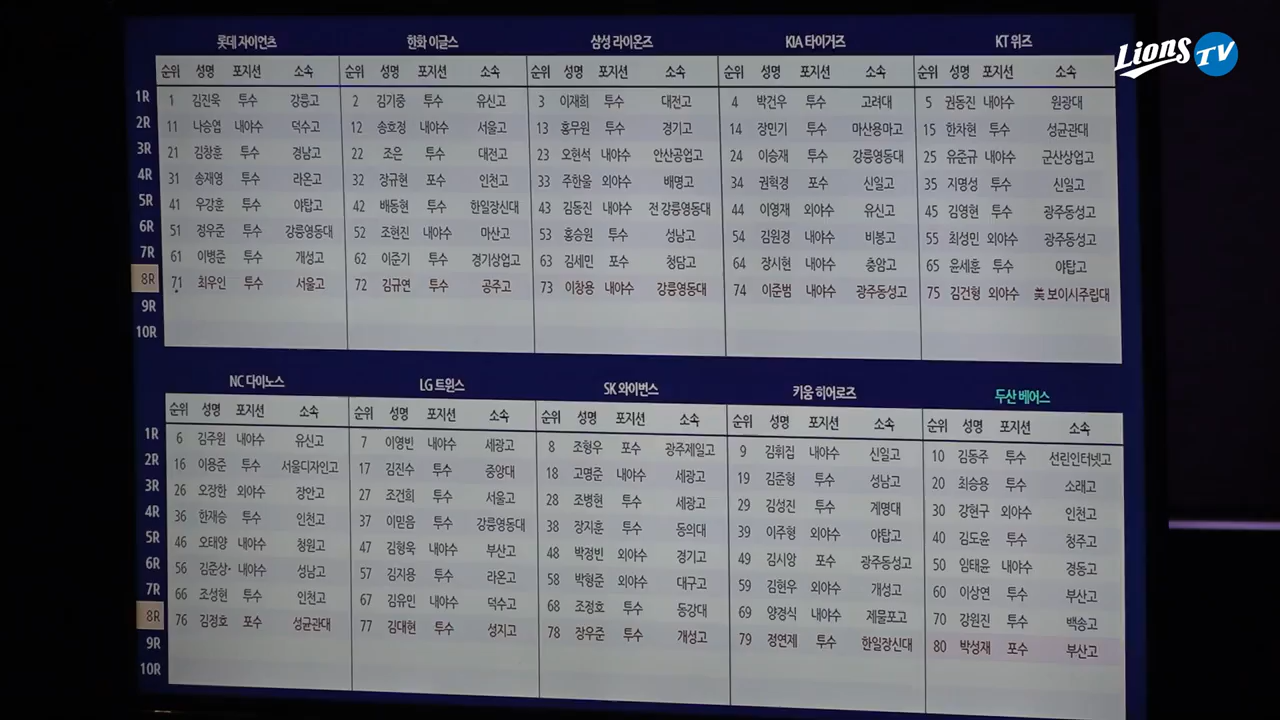 Lions TV
롯데 자이언츠 한화 이글스 삼성 라이온즈 KIA 타이거즈 KT 위즈
순위 성명 포지션 소속 순위 성명 포지션 소속 순위 성명 포지션 소속 순위 성명 포지션 소속 순위 성명 포지션 소속
1R 1 김진욱 투수 강릉고 2 김기중 투수 유신고 3 이재희 투수 대전고 4 박건우 투수 고려대 5 권동진 내야수 원광대
2R 11 나승엽 내야수 덕수고 12 송호정 내야수 서울고 13 홍무원 투수 경기고 14 장민기 투수 마산용마고 15 한차현 투수 성균관대
3R 21 김창훈 투수 경남고 22 조은 투수 대전고 23 오현석 내야수 안산공업고 24 이승재 투수 강릉영동대 25 유준규 내야수 군산상업고
4R 31 송재영 투수 라온고 32 장규현 포수 인천고 33 주한울 외야수 배명고 34 권혁경 포수 신일고 35 지명성 투수 신일고
5R 41 우강훈 투수 야탑고 42 배동현 투수 한일장신대 43 김동진 내야수 전 강릉영동대 44 이영재 외야수 유신고 45 김영현 투수 광주동성고
6R 51 정우준 투수 강릉영동대 52 조현진 내야수 마산고 53 홍승원 투수 성남고 54 김원경 내야수 비봉고 55 최성민 외야수 광주동성고
7R 61 이병준 투수 개성고 62 이준기 투수 경기상업고 63 김세민 포수 청담고 64 장시현 내야수 충암고 65 윤세훈 투수 야탑고
8R 71 최우인 투수 서울고 72 김규연 투수 공주고 73 이창용 내야수 강릉영동대 74 이준범 내야수 광주동성고 75 김건형 외야수 美 보이시주립대
9R
10R
NC 다이노스 LG 트윈스 SK 와이번스 키움 히어로즈 두산 베어스
순위 성명 포지션 소속 순위 성명 포지션 소속 순위 성명 포지션 소속 순위 성명 포지션 소속 순위 성명 포지션 소속
1R 6 김주원 내야수 유신고 7 이영빈 내야수 세광고 8 조형우 포수 광주제일고 9 김휘집 내야수 신일고 10 김동주 투수 선린인터넷고
2R 16 이용준 투수 서울디자인고 17 김진수 투수 중앙대 18 고명준 내야수 세광고 19 김준형 투수 성남고 20 최승용 투수 소래고
3R 26 오장한 외야수 장안고 27 조건희 투수 서울고 28 조병현 투수 세광고 29 김성진 투수 계명대 30 강현구 외야수 인천고
4R 36 한재승 투수 인천고 37 이믿음 투수 강릉영동대 38 장지훈 투수 동의대 39 이주형 외야수 야탑고 40 김도윤 투수 청주고
5R 46 오태양 내야수 청원고 47 김형욱 내야수 부산고 48 박정빈 외야수 경기고 49 김시앙 포수 광주동성고 50 임태윤 내야수 경동고
6R 56 김준상 내야수 성남고 57 김지용 투수 라온고 58 박형준 외야수 대구고 59 김현우 외야수 개성고 60 이상연 투수 부산고
7R 66 조성현 투수 인천고 67 김유민 내야수 덕수고 68 조정호 투수 동강대 69 양경식 내야수 제물포고 70 강원진 투수 백송고
8R 76 김정호 포수 성균관대 77 김대현 투수 성지고 78 장우준 투수 개성고 79 정연제 투수 한일장신대 80 박성재 포수 부산고
9R
10R